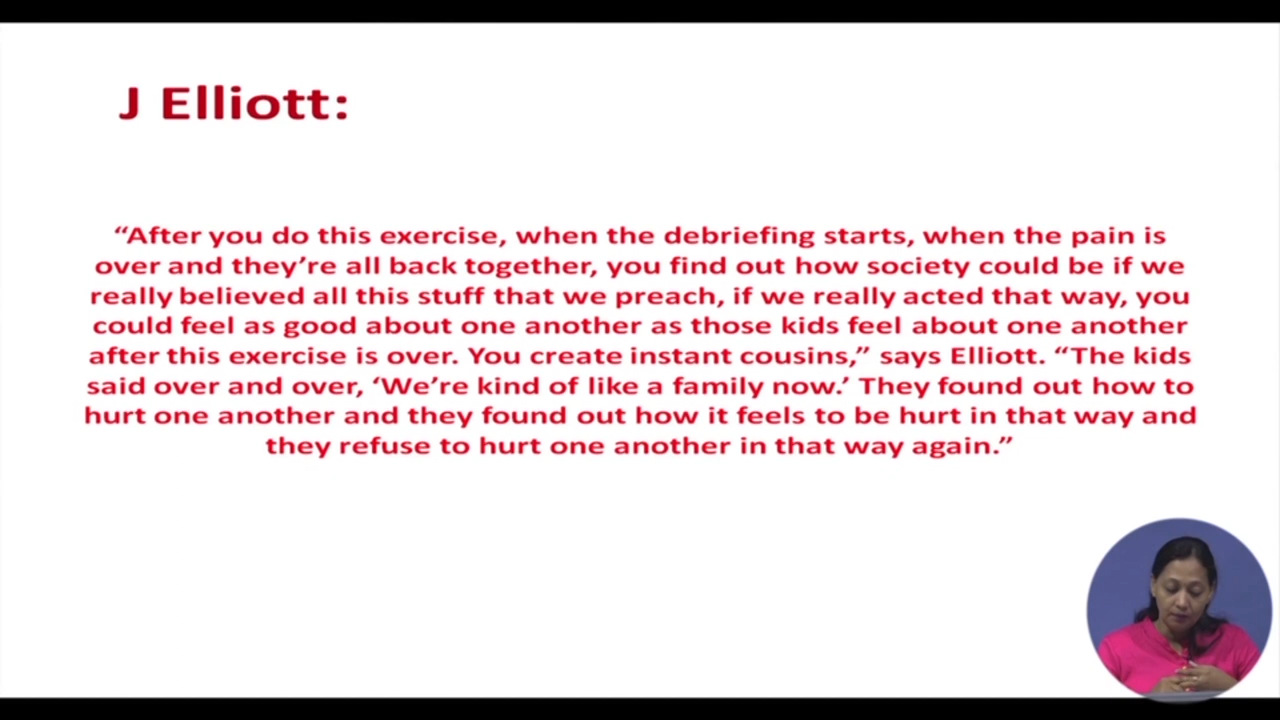 J Elliott:
“After you do this exercise, when the debriefing starts, when the pain is
over and they’re all back together, you find out how society could be if we
really believed all this stuff that we preach, if we really acted that way, you
could feel as good about one another as those kids feel about one another
after this exercise is over. You create instant cousins,” says Elliott. “The kids
said over and over, ‘We’re kind of like a family now.’ They found out how to
hurt one another and they found out how it feels to be hurt in that way and
they refuse to hurt one another in that way again.”